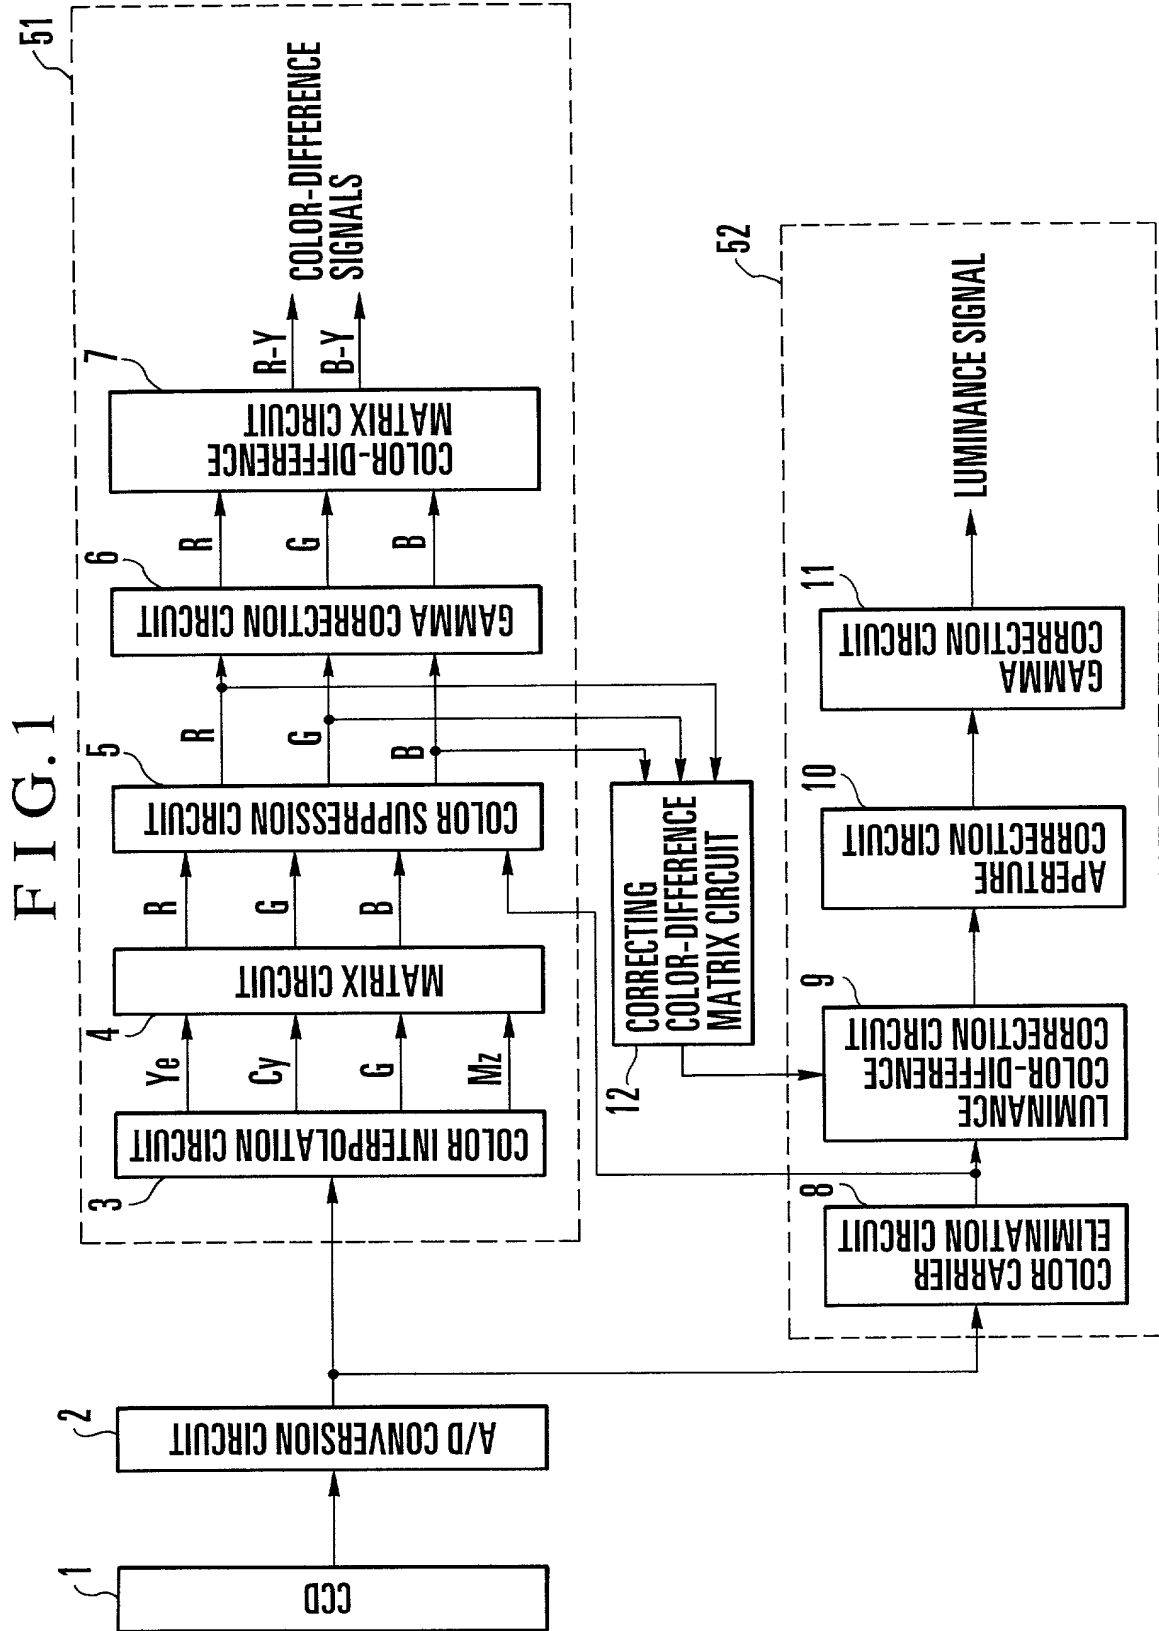 FIG.1
51
1
CCD
2
A/D CONVERSION CIRCUIT
3
COLOR INTERPOLATION CIRCUIT
Ye
Cy
G
Mz
4
MATRIX CIRCUIT
R
G
B
5
COLOR SUPPRESSION CIRCUIT
R
G
B
6
GAMMA CORRECTION CIRCUIT
R
G
B
7
COLOR-DIFFERENCE
MATRIX CIRCUIT
R-Y
B-Y
COLOR-DIFFERENCE
SIGNALS
12
CORRECTING
COLOR-DIFFERENCE
MATRIX CIRCUIT
52
8
COLOR CARRIER
ELIMINATION CIRCUIT
9
LUMINANCE
COLOR-DIFFERENCE
CORRECTION CIRCUIT
10
APERTURE
CORRECTION CIRCUIT
11
GAMMA
CORRECTION CIRCUIT
LUMINANCE SIGNAL